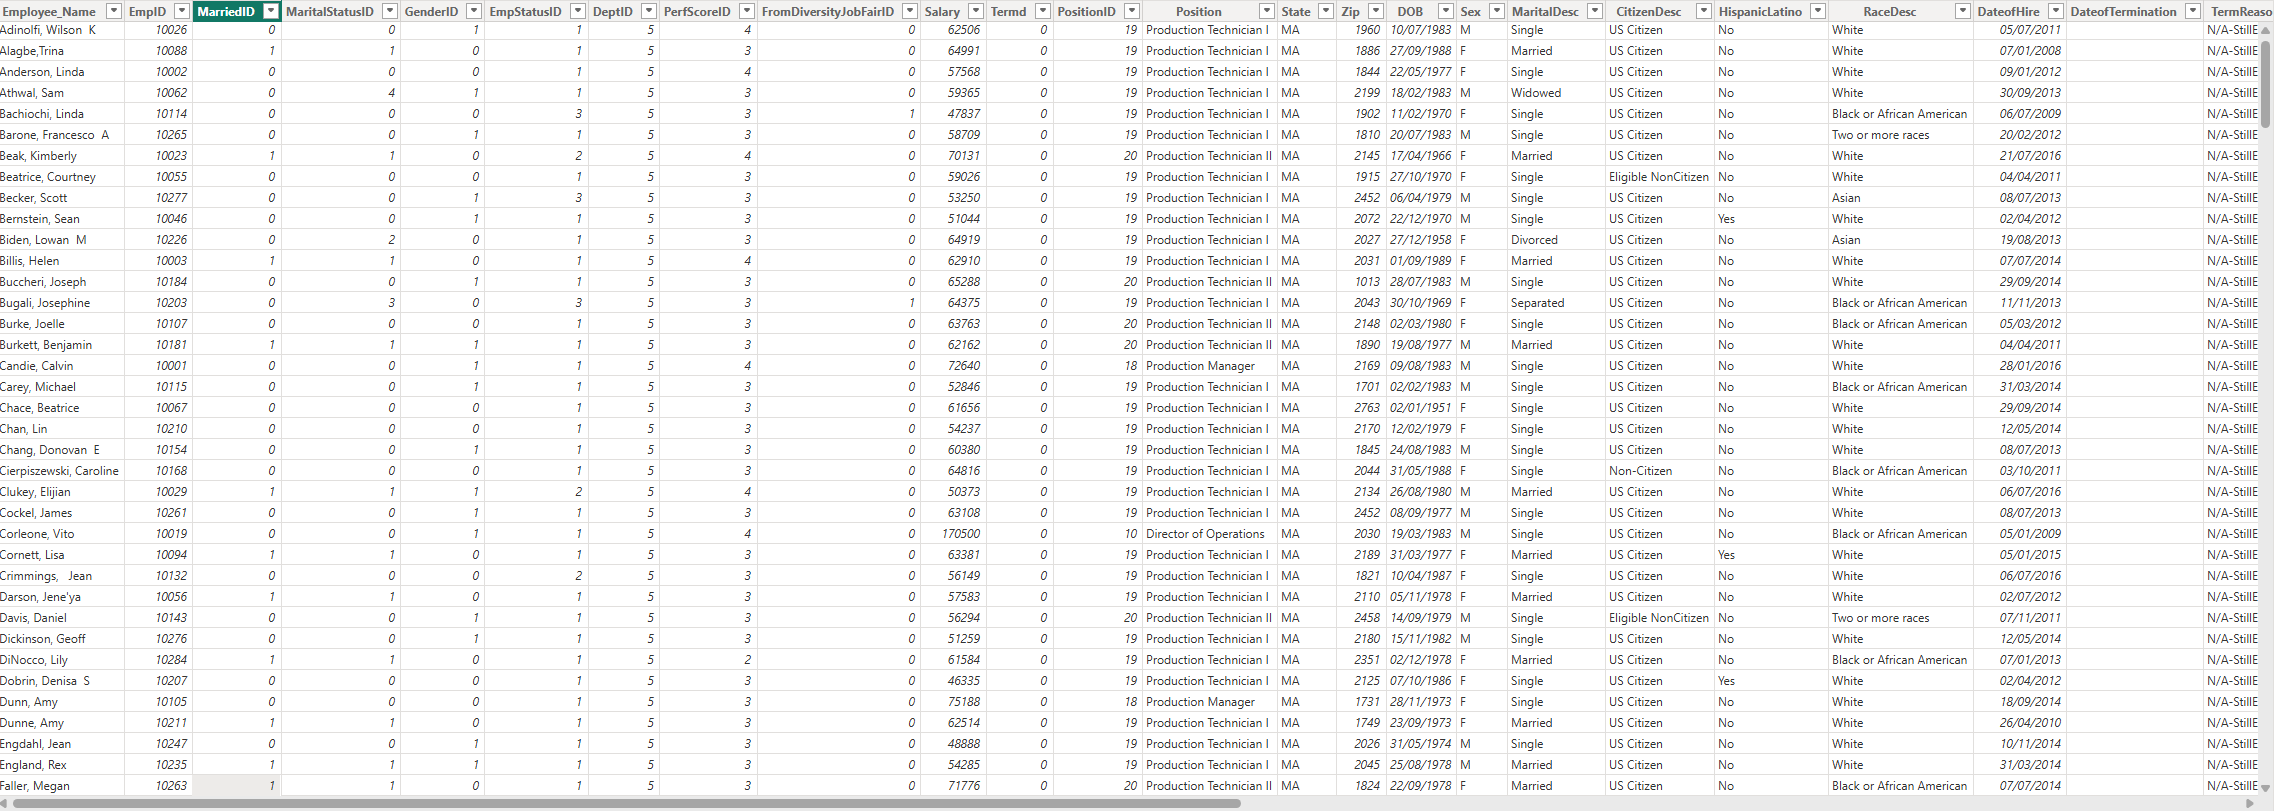 Employee_Name EmpID MarriedID MaritalStatusID GenderID EmpStatusID DeptID PerfScoreID FromDiversityJobFairID Salary Termd PositionID Position State Zip DOB Sex MaritalDesc CitizenDesc HispanicLatino RaceDesc DateofHire DateofTermination TermReaso
Adinolfi, Wilson K 10026 0 0 1 1 5 4 0 62506 0 19 Production Technician I MA 1960 10/07/1983 M Single US Citizen No White 05/07/2011 N/A-StillE
Alagbe,Trina 10088 1 1 0 1 5 3 0 64991 0 19 Production Technician I MA 1886 27/09/1988 F Married US Citizen No White 07/01/2008 N/A-StillE
Anderson, Linda 10002 0 0 0 1 5 4 0 57568 0 19 Production Technician I MA 1844 22/05/1977 F Single US Citizen No White 09/01/2012 N/A-StillE
Athwal, Sam 10062 0 4 1 1 5 3 0 59365 0 19 Production Technician I MA 2199 18/02/1983 M Widowed US Citizen No White 30/09/2013 N/A-StillE
Bachiochi, Linda 10114 0 0 0 3 5 3 1 47837 0 19 Production Technician I MA 1902 11/02/1970 F Single US Citizen No Black or African American 06/07/2009 N/A-StillE
Barone, Francesco A 10265 0 0 1 1 5 3 0 58709 0 19 Production Technician I MA 1810 20/07/1983 M Single US Citizen No Two or more races 20/02/2012 N/A-StillE
Beak, Kimberly 10023 1 1 0 2 5 4 0 70131 0 20 Production Technician II MA 2145 17/04/1966 F Married US Citizen No White 21/07/2016 N/A-StillE
Beatrice, Courtney 10055 0 0 0 1 5 3 0 59026 0 19 Production Technician I MA 1915 27/10/1970 F Single Eligible NonCitizen No White 04/04/2011 N/A-StillE
Becker, Scott 10277 0 0 1 3 5 3 0 53250 0 19 Production Technician I MA 2452 06/04/1979 M Single US Citizen No Asian 08/07/2013 N/A-StillE
Bernstein, Sean 10046 0 0 1 1 5 3 0 51044 0 19 Production Technician I MA 2072 22/12/1970 M Single US Citizen Yes White 02/04/2012 N/A-StillE
Biden, Lowan M 10226 0 2 0 1 5 3 0 64919 0 19 Production Technician I MA 2027 27/12/1958 F Divorced US Citizen No Asian 19/08/2013 N/A-StillE
Billis, Helen 10003 1 1 0 1 5 4 0 62910 0 19 Production Technician I MA 2031 01/09/1989 F Married US Citizen No White 07/07/2014 N/A-StillE
Buccheri, Joseph 10184 0 0 1 1 5 3 0 65288 0 20 Production Technician II MA 1013 28/07/1983 M Single US Citizen No White 29/09/2014 N/A-StillE
Bugali, Josephine 10203 0 3 0 3 5 3 1 64375 0 19 Production Technician I MA 2043 30/10/1969 F Separated US Citizen No Black or African American 11/11/2013 N/A-StillE
Burke, Joelle 10107 0 0 0 1 5 3 0 63763 0 20 Production Technician II MA 2148 02/03/1980 F Single US Citizen No Black or African American 05/03/2012 N/A-StillE
Burkett, Benjamin 10181 1 1 1 1 5 3 0 62162 0 20 Production Technician II MA 1890 19/08/1977 M Married US Citizen No White 04/04/2011 N/A-StillE
Candie, Calvin 10001 0 0 1 1 5 4 0 72640 0 18 Production Manager MA 2169 09/08/1983 M Single US Citizen No White 28/01/2016 N/A-StillE
Carey, Michael 10115 0 0 1 1 5 3 0 52846 0 19 Production Technician I MA 1701 02/02/1983 M Single US Citizen No Black or African American 31/03/2014 N/A-StillE
Chace, Beatrice 10067 0 0 0 1 5 3 0 61656 0 19 Production Technician I MA 2763 02/01/1951 F Single US Citizen No White 29/09/2014 N/A-StillE
Chan, Lin 10210 0 0 0 1 5 3 0 54237 0 19 Production Technician I MA 2170 12/02/1979 F Single US Citizen No White 12/05/2014 N/A-StillE
Chang, Donovan E 10154 0 0 1 1 5 3 0 60380 0 19 Production Technician I MA 1845 24/08/1983 M Single US Citizen No White 08/07/2013 N/A-StillE
Cierpiszewski, Caroline 10168 0 0 0 1 5 3 0 64816 0 19 Production Technician I MA 2044 31/05/1988 F Single Non-Citizen No Black or African American 03/10/2011 N/A-StillE
Clukey, Elijian 10029 1 1 1 2 5 4 0 50373 0 19 Production Technician I MA 2134 26/08/1980 M Married US Citizen No White 06/07/2016 N/A-StillE
Cockel, James 10261 0 0 1 1 5 3 0 63108 0 19 Production Technician I MA 2452 08/09/1977 M Single US Citizen No White 08/07/2013 N/A-StillE
Corleone, Vito 10019 0 0 1 1 5 4 0 170500 0 10 Director of Operations MA 2030 19/03/1983 M Single US Citizen No Black or African American 05/01/2009 N/A-StillE
Cornett, Lisa 10094 1 1 0 1 5 3 0 63381 0 19 Production Technician I MA 2189 31/03/1977 F Married US Citizen Yes White 05/01/2015 N/A-StillE
Crimmings, Jean 10132 0 0 0 2 5 3 0 56149 0 19 Production Technician I MA 1821 10/04/1987 F Single US Citizen No White 06/07/2016 N/A-StillE
Darson, Jene'ya 10056 1 1 0 1 5 3 0 57583 0 19 Production Technician I MA 2110 05/11/1978 F Married US Citizen No White 02/07/2012 N/A-StillE
Davis, Daniel 10143 0 0 1 1 5 3 0 56294 0 20 Production Technician II MA 2458 14/09/1979 M Single Eligible NonCitizen No Two or more races 07/11/2011 N/A-StillE
Dickinson, Geoff 10276 0 0 1 1 5 3 0 51259 0 19 Production Technician I MA 2180 15/11/1982 M Single US Citizen No White 12/05/2014 N/A-StillE
DiNocco, Lily 10284 1 1 0 1 5 2 0 61584 0 19 Production Technician I MA 2351 02/12/1978 F Married US Citizen No Black or African American 07/01/2013 N/A-StillE
Dobrin, Denisa S 10207 0 0 0 1 5 3 0 46335 0 19 Production Technician I MA 2125 07/10/1986 F Single US Citizen Yes White 02/04/2012 N/A-StillE
Dunn, Amy 10105 0 0 0 1 5 3 0 75188 0 18 Production Manager MA 1731 28/11/1973 F Single US Citizen No White 18/09/2014 N/A-StillE
Dunne, Amy 10211 1 1 0 1 5 3 0 62514 0 19 Production Technician I MA 1749 23/09/1973 F Married US Citizen No White 26/04/2010 N/A-StillE
Engdahl, Jean 10247 0 0 1 1 5 3 0 48888 0 19 Production Technician I MA 2026 31/05/1974 M Single US Citizen No White 10/11/2014 N/A-StillE
England, Rex 10235 1 1 1 1 5 3 0 54285 0 19 Production Technician I MA 2045 25/08/1978 M Married US Citizen No White 31/03/2014 N/A-StillE
Faller, Megan 10263 1 1 0 1 5 3 0 71776 0 20 Production Technician II MA 1824 22/09/1978 F Married US Citizen No Black or African American 07/07/2014 N/A-StillE